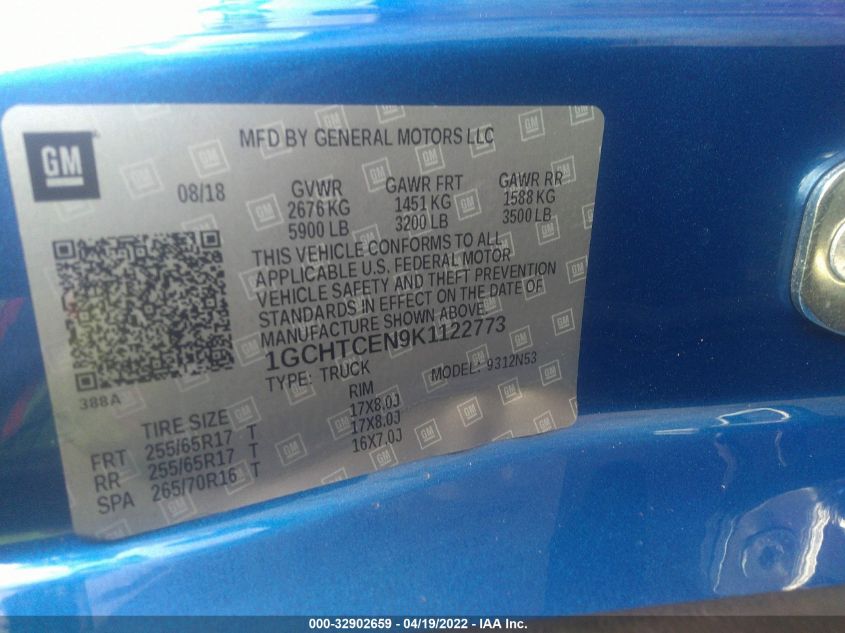 GM
MFD BY GENERAL MOTORS LLC
08/18 GVWR GAWR FRT GAWR RR
2676 KG 1451 KG 1588 KG
5900 LB 3200 LB 3500 LB
THIS VEHICLE CONFORMS TO ALL
APPLICABLE U.S. FEDERAL MOTOR
VEHICLE SAFETY AND THEFT PREVENTION
STANDARDS IN EFFECT ON THE DATE OF
MANUFACTURE SHOWN ABOVE.
1GCHTCEN9K1122773
TYPE: TRUCK MODEL: 9312N53
388A
TIRE SIZE RIM
FRT 255/65R17 T 17X8.0J
RR 255/65R17 T 17X8.0J
SPA 265/70R16 T 16X7.0J
000-32902659 - 04/19/2022 - IAA Inc.